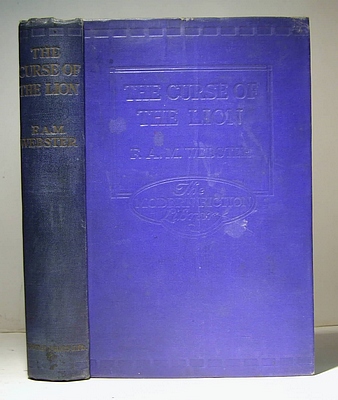 THE
CURSE OF
THE LION
F.A.M.
WEBSTER
THE CURSE OF
THE LION
F. A. M. WEBSTER
The
MODERN FICTION
Library